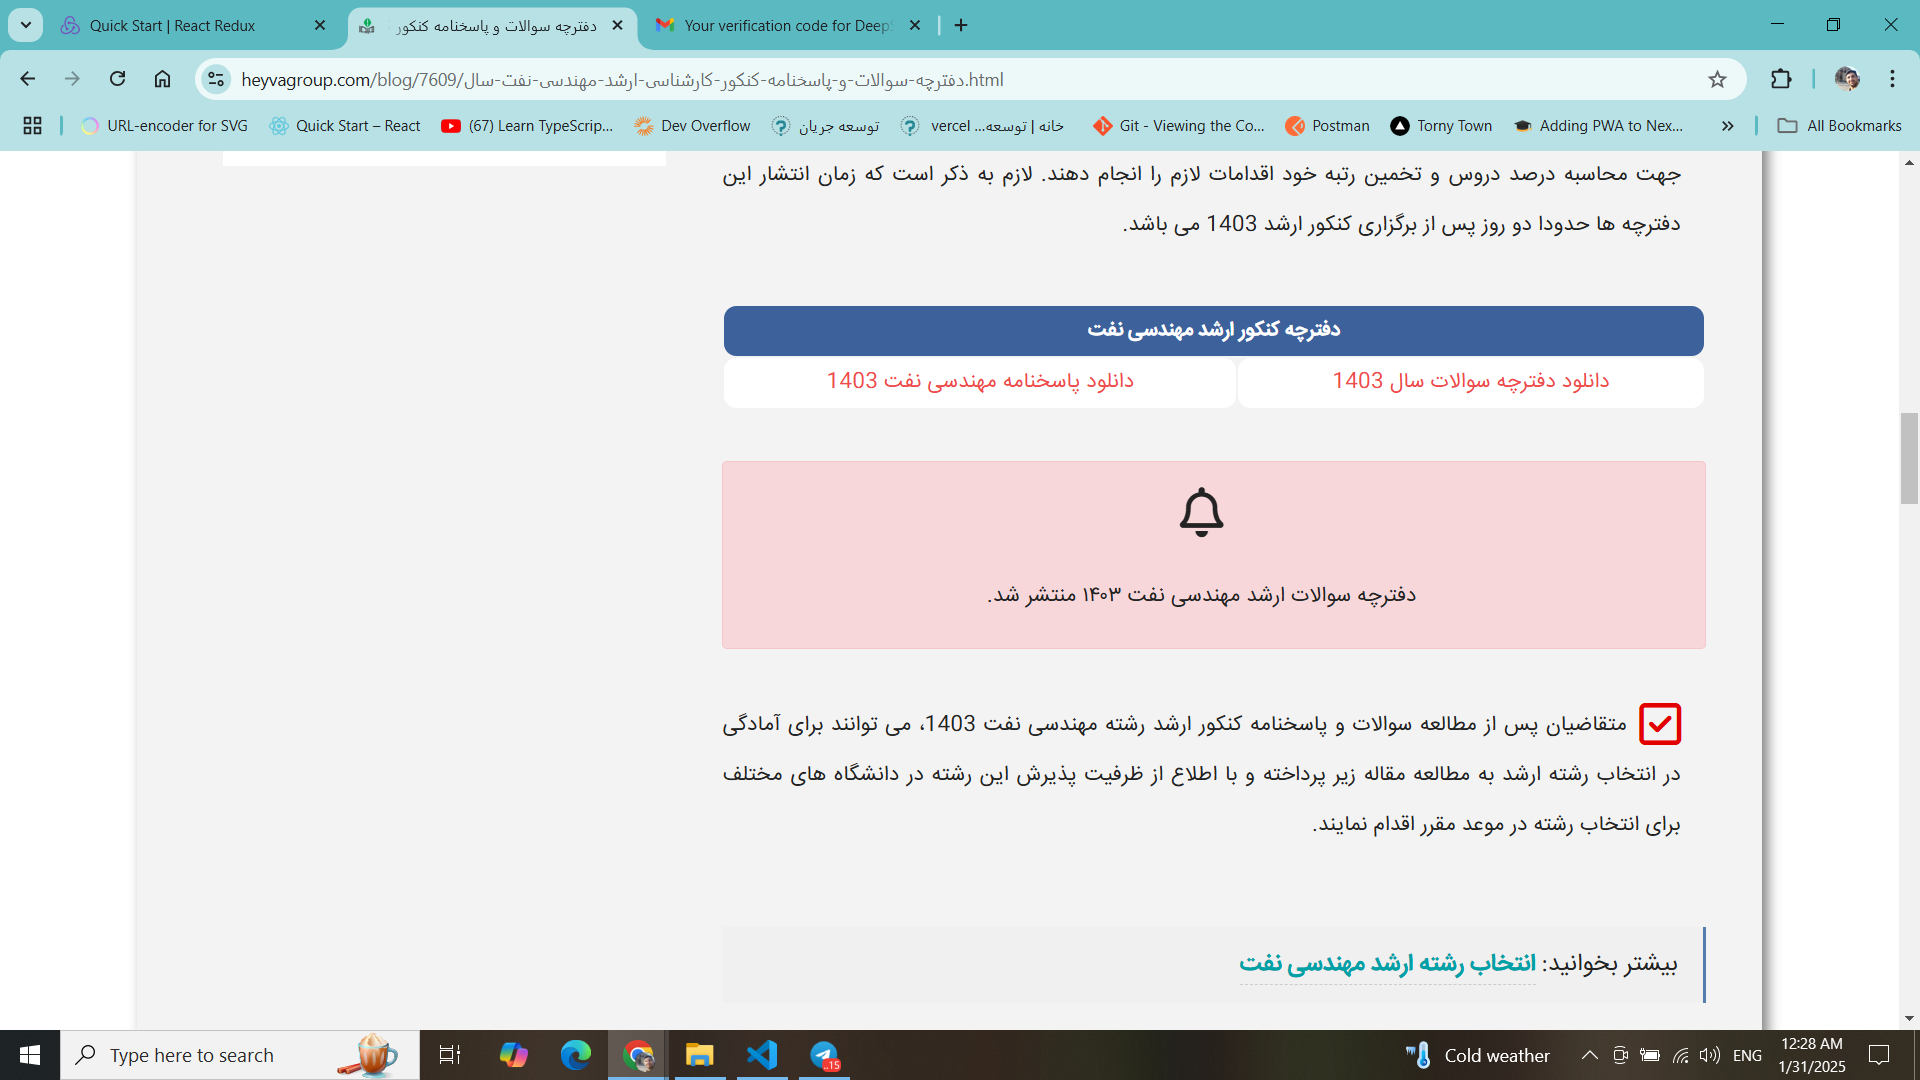 Quick Start | React Redux
دفترچه سوالات و پاسخنامه کنکور
Your verification code for Deep
heyvagroup.com/blog/7609/دفترچه-سوالات-و-پاسخنامه-کنکور-کارشناسی-ارشد-مهندسی-نفت-سال.html
URL-encoder for SVG
Quick Start – React
(67) Learn TypeScrip...
Dev Overflow
توسعه جریان
خانه | توسعه... vercel
Git - Viewing the Co...
Postman
Torny Town
Adding PWA to Nex...
All Bookmarks
جهت محاسبه درصد دروس و تخمین رتبه خود اقدامات لازم را انجام دهند. لازم به ذکر است که زمان انتشار این
دفترچه ها حدودا دو روز پس از برگزاری کنکور ارشد 1403 می باشد.
دفترچه کنکور ارشد مهندسی نفت
دانلود دفترچه سوالات سال 1403
دانلود پاسخنامه مهندسی نفت 1403
دفترچه سوالات ارشد مهندسی نفت ۱۴۰۳ منتشر شد.
متقاضیان پس از مطالعه سوالات و پاسخنامه کنکور ارشد رشته مهندسی نفت 1403، می توانند برای آمادگی
در انتخاب رشته ارشد به مطالعه مقاله زیر پرداخته و با اطلاع از ظرفیت پذیرش این رشته در دانشگاه های مختلف
برای انتخاب رشته در موعد مقرر اقدام نمایند.
بیشتر بخوانید: انتخاب رشته ارشد مهندسی نفت
Type here to search
..15
Cold weather
ENG
12:28 AM
1/31/2025